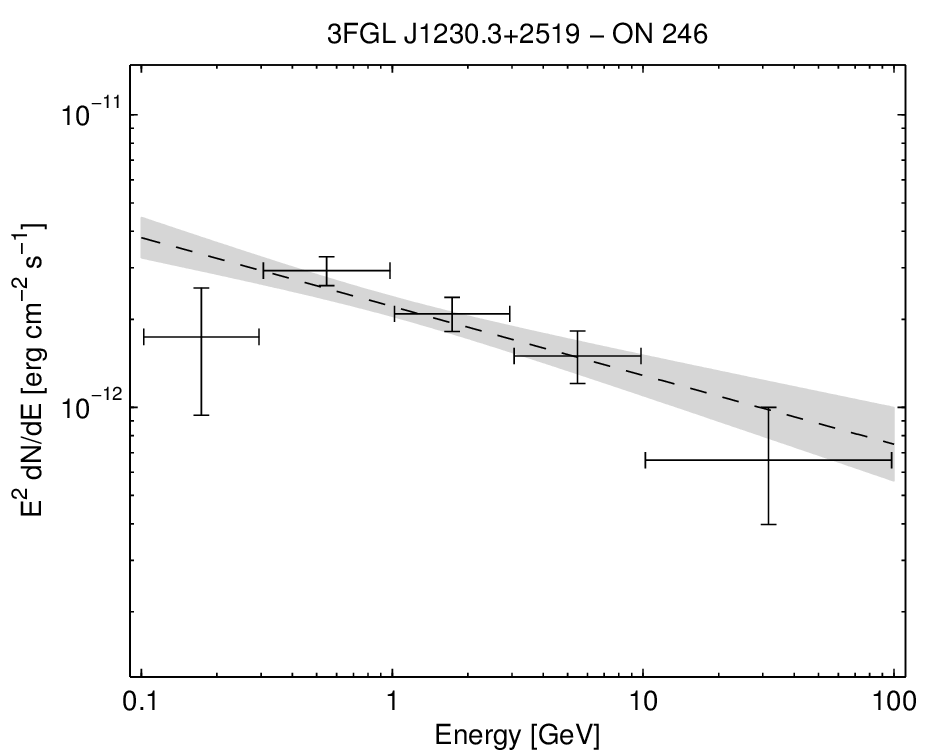 3FGL J1230.3+2519 − ON 246
10⁻¹¹
10⁻¹²
E² dN/dE [erg cm⁻² s⁻¹]
0.1 1 10 100
Energy [GeV]